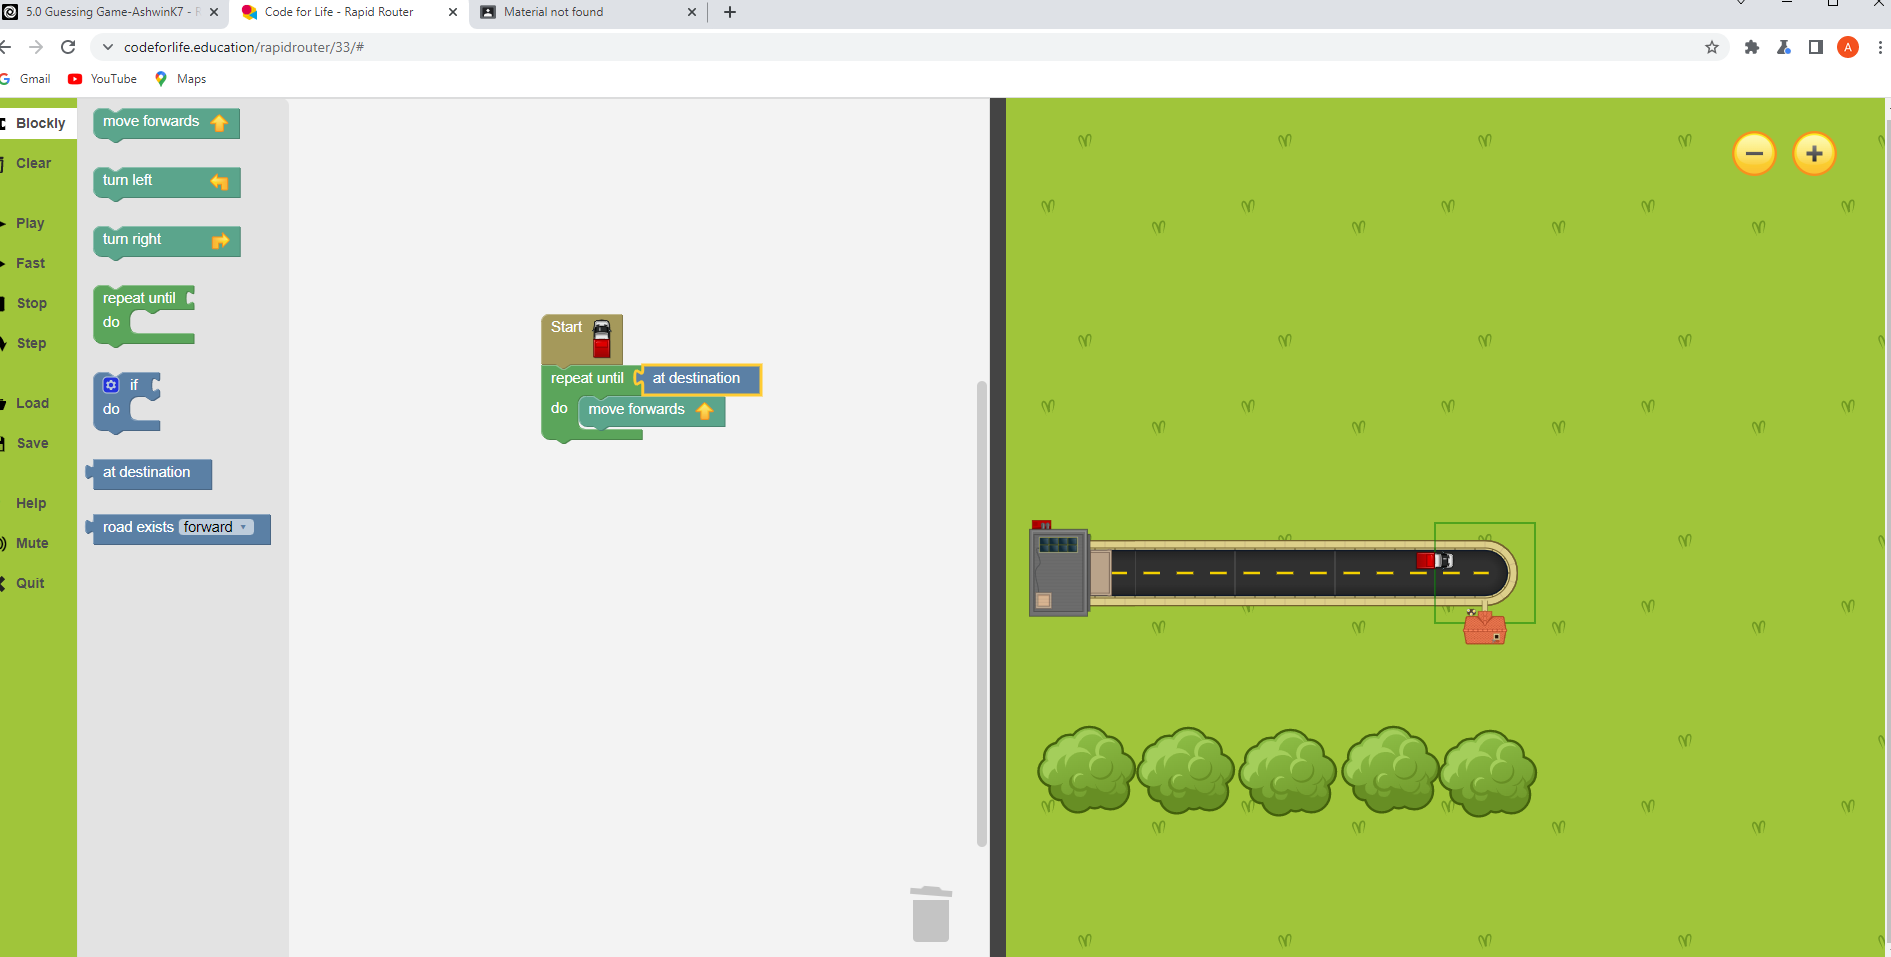 5.0 Guessing Game-AshwinK7 - R
Code for Life - Rapid Router
Material not found
codeforlife.education/rapidrouter/33/#
A
Gmail
YouTube
Maps
Blockly
Clear
Play
Fast
Stop
Step
Load
Save
Help
Mute
Quit
move forwards
turn left
turn right
repeat until
do
if
do
at destination
road exists forward
Start
repeat until at destination
do move forwards